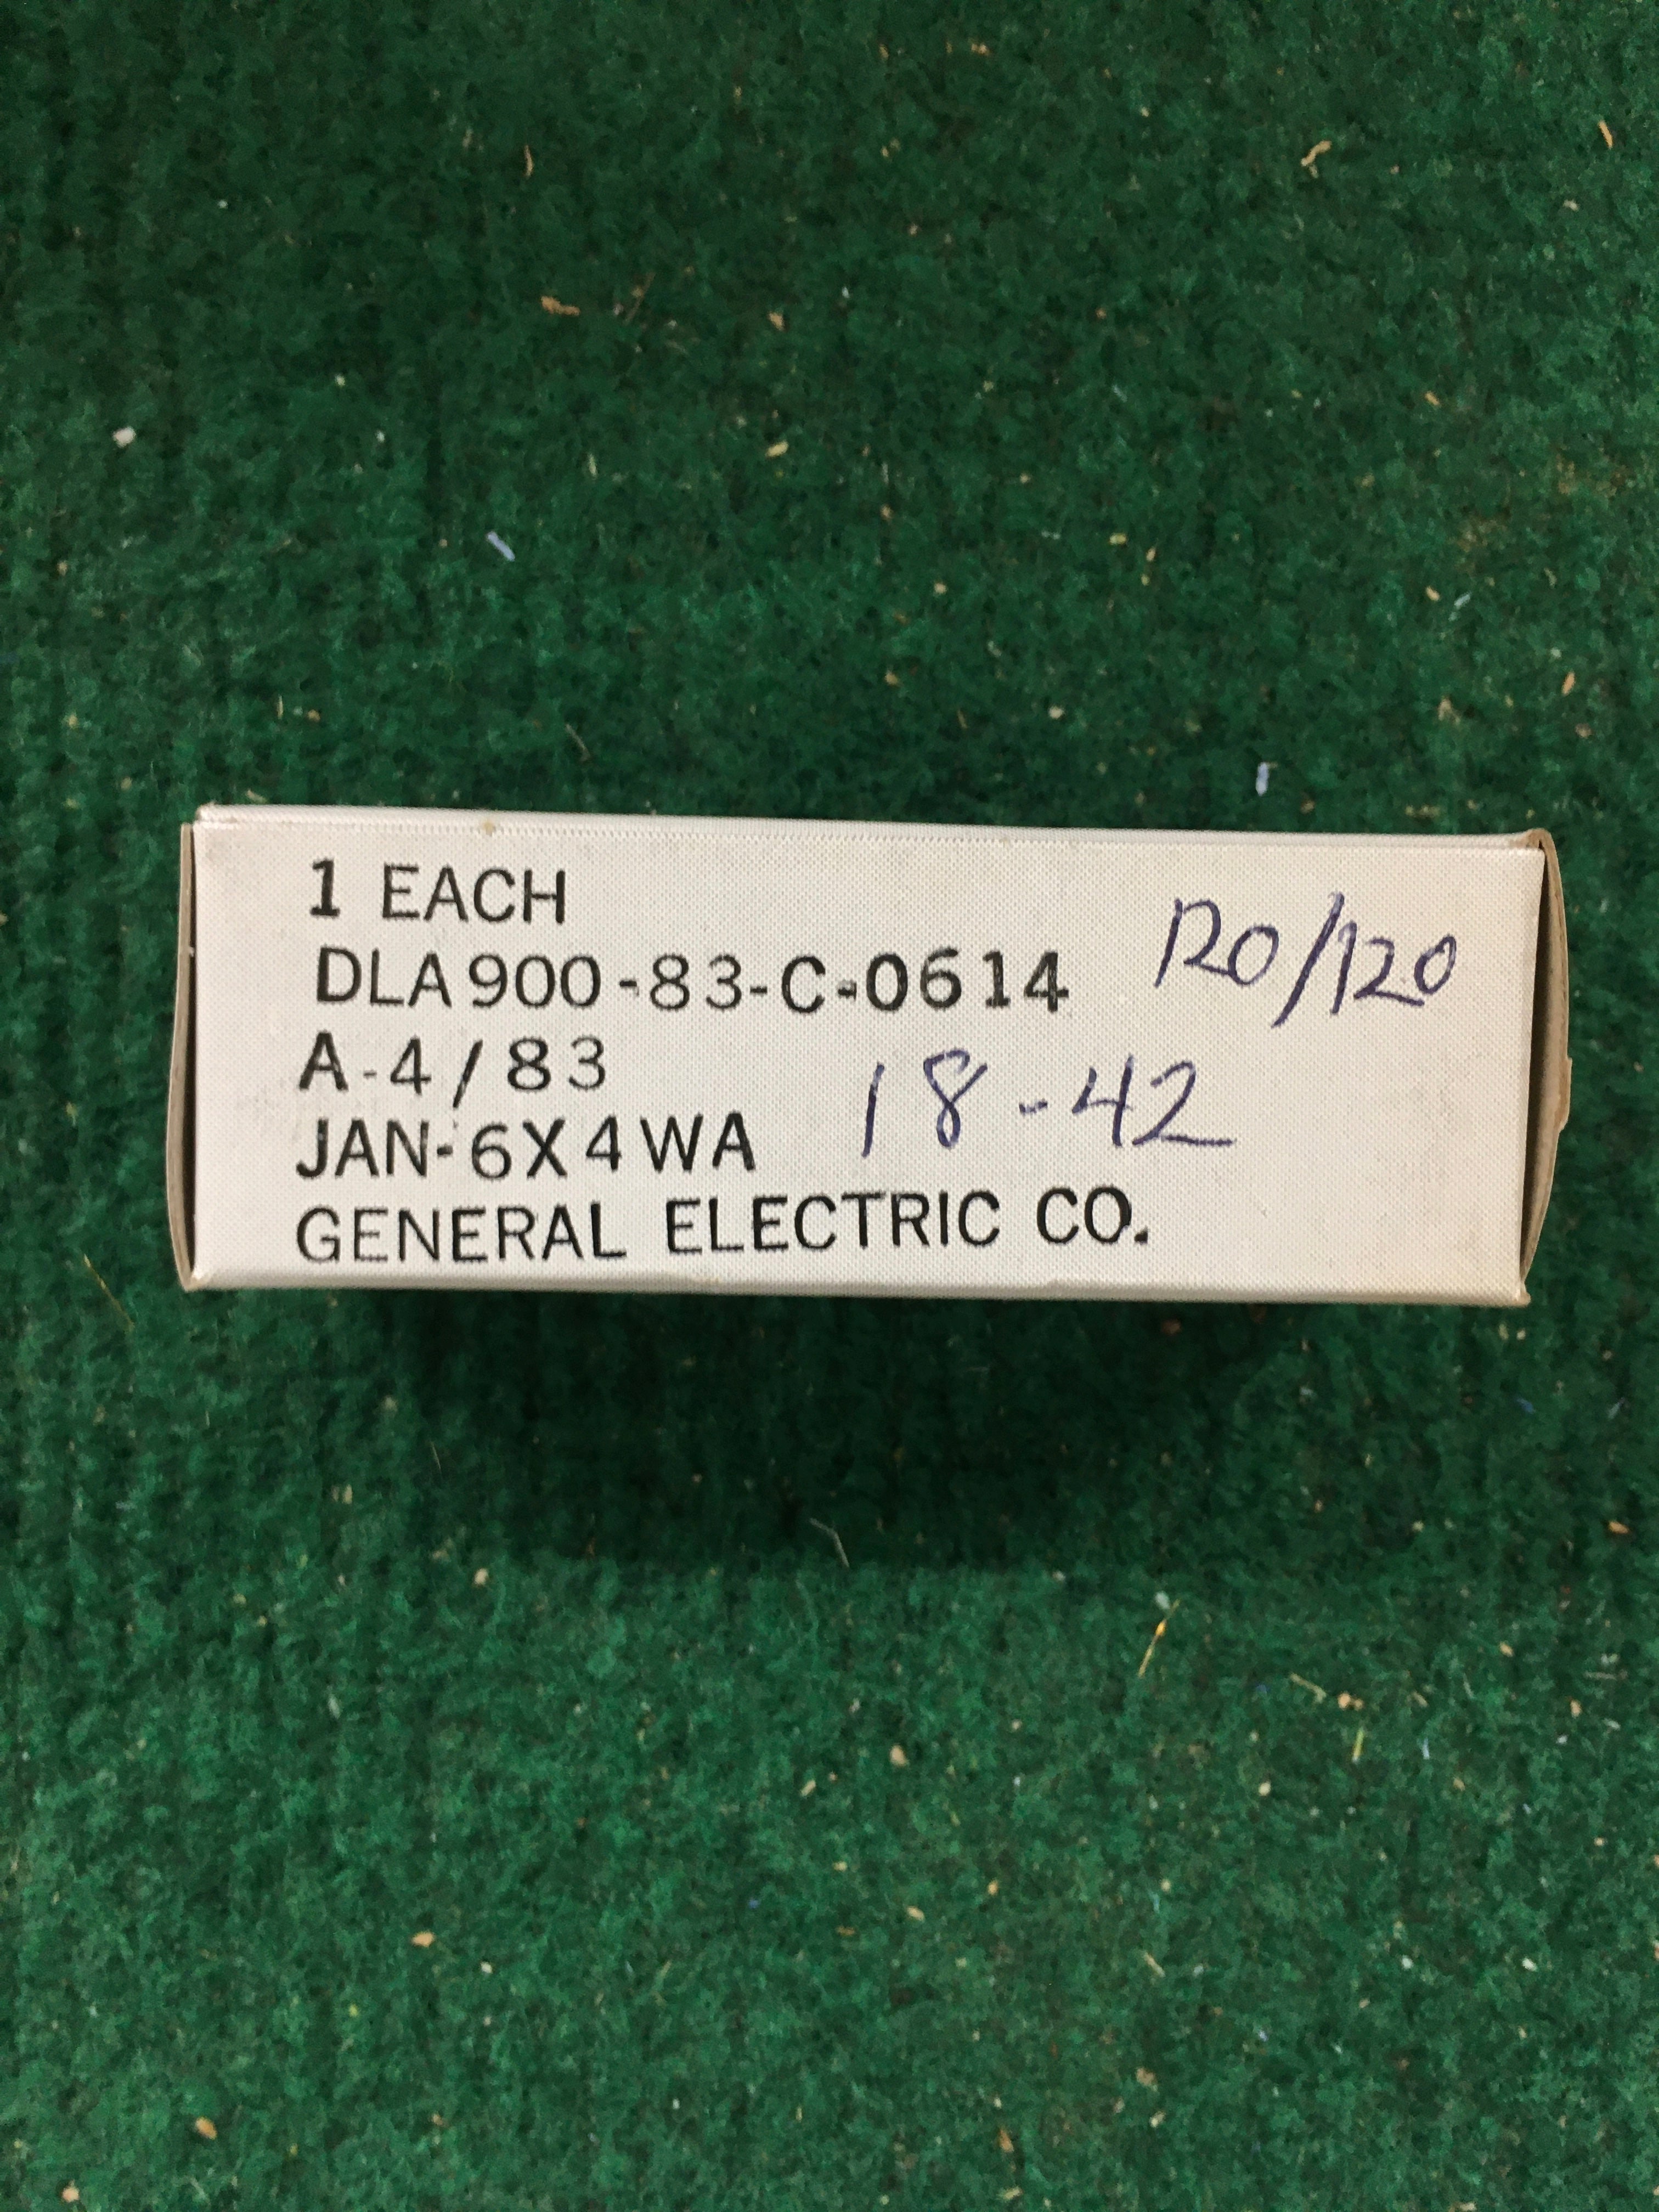 1 EACH
DLA900-83-C-0614 120/120
A-4/83
JAN-6X4WA 18-42
GENERAL ELECTRIC CO.